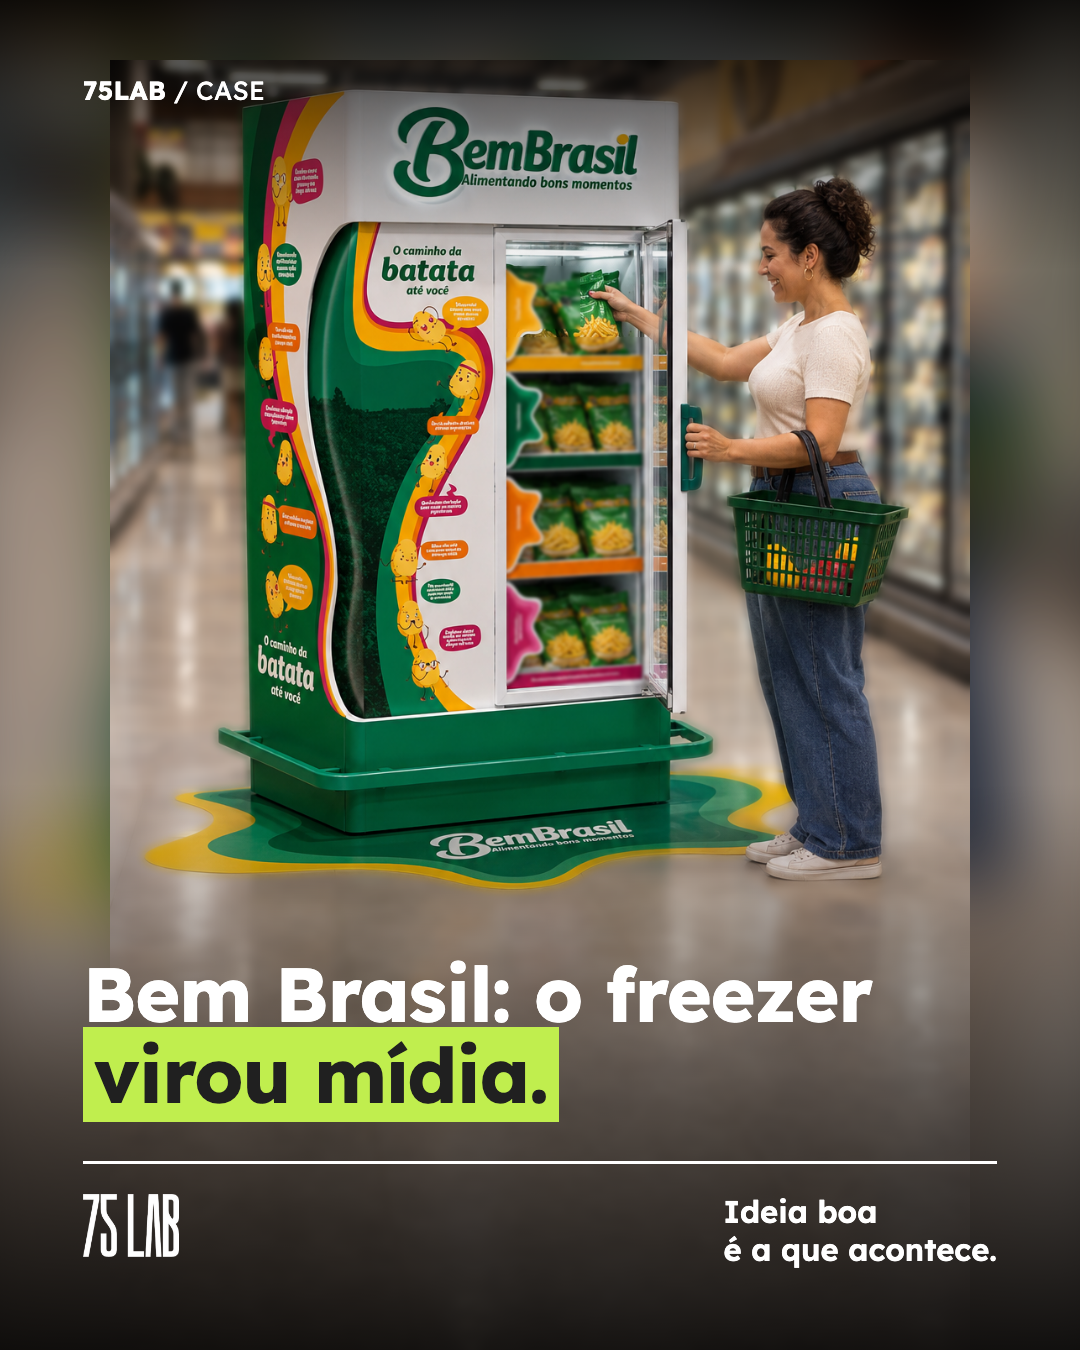 75LAB / CASE
BemBrasil
Alimentando bons momentos
O caminho da
batata
até você
O caminho da
batata
até você
BemBrasil
Alimentando bons momentos
Bem Brasil: o freezer
virou mídia.
75 LAB
Ideia boa
é a que acontece.